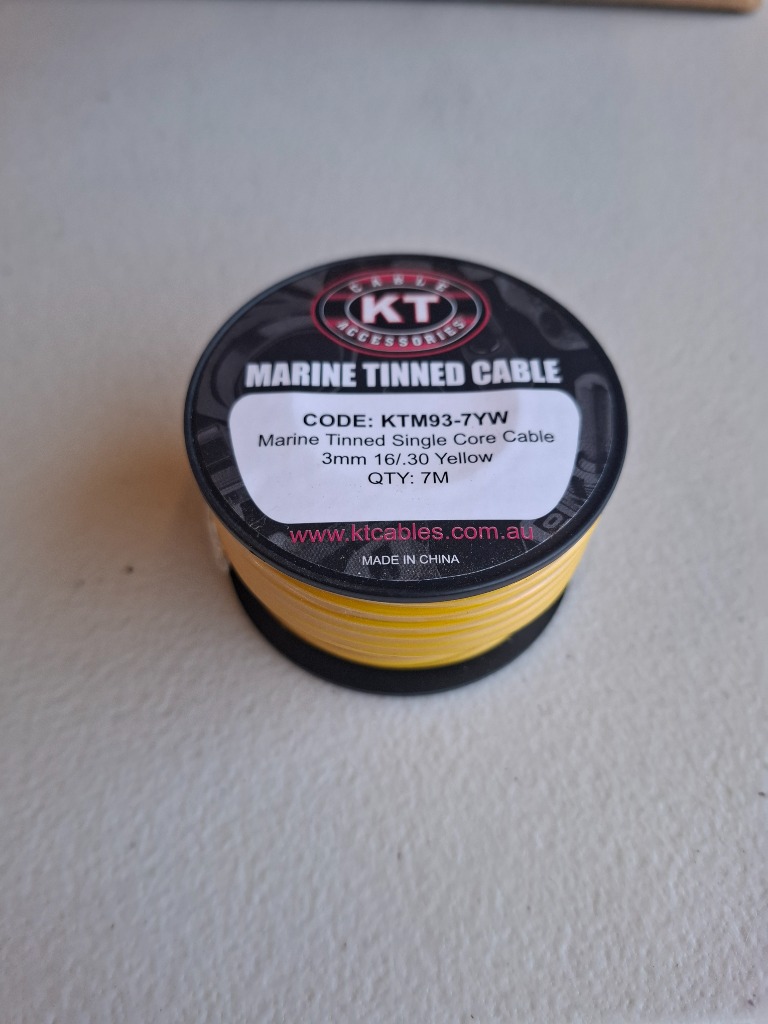 CABLE
KT
ACCESSORIES
MARINE TINNED CABLE
CODE: KTM93-7YW
Marine Tinned Single Core Cable
3mm 16/.30 Yellow
QTY: 7M
www.ktcables.com.au
MADE IN CHINA